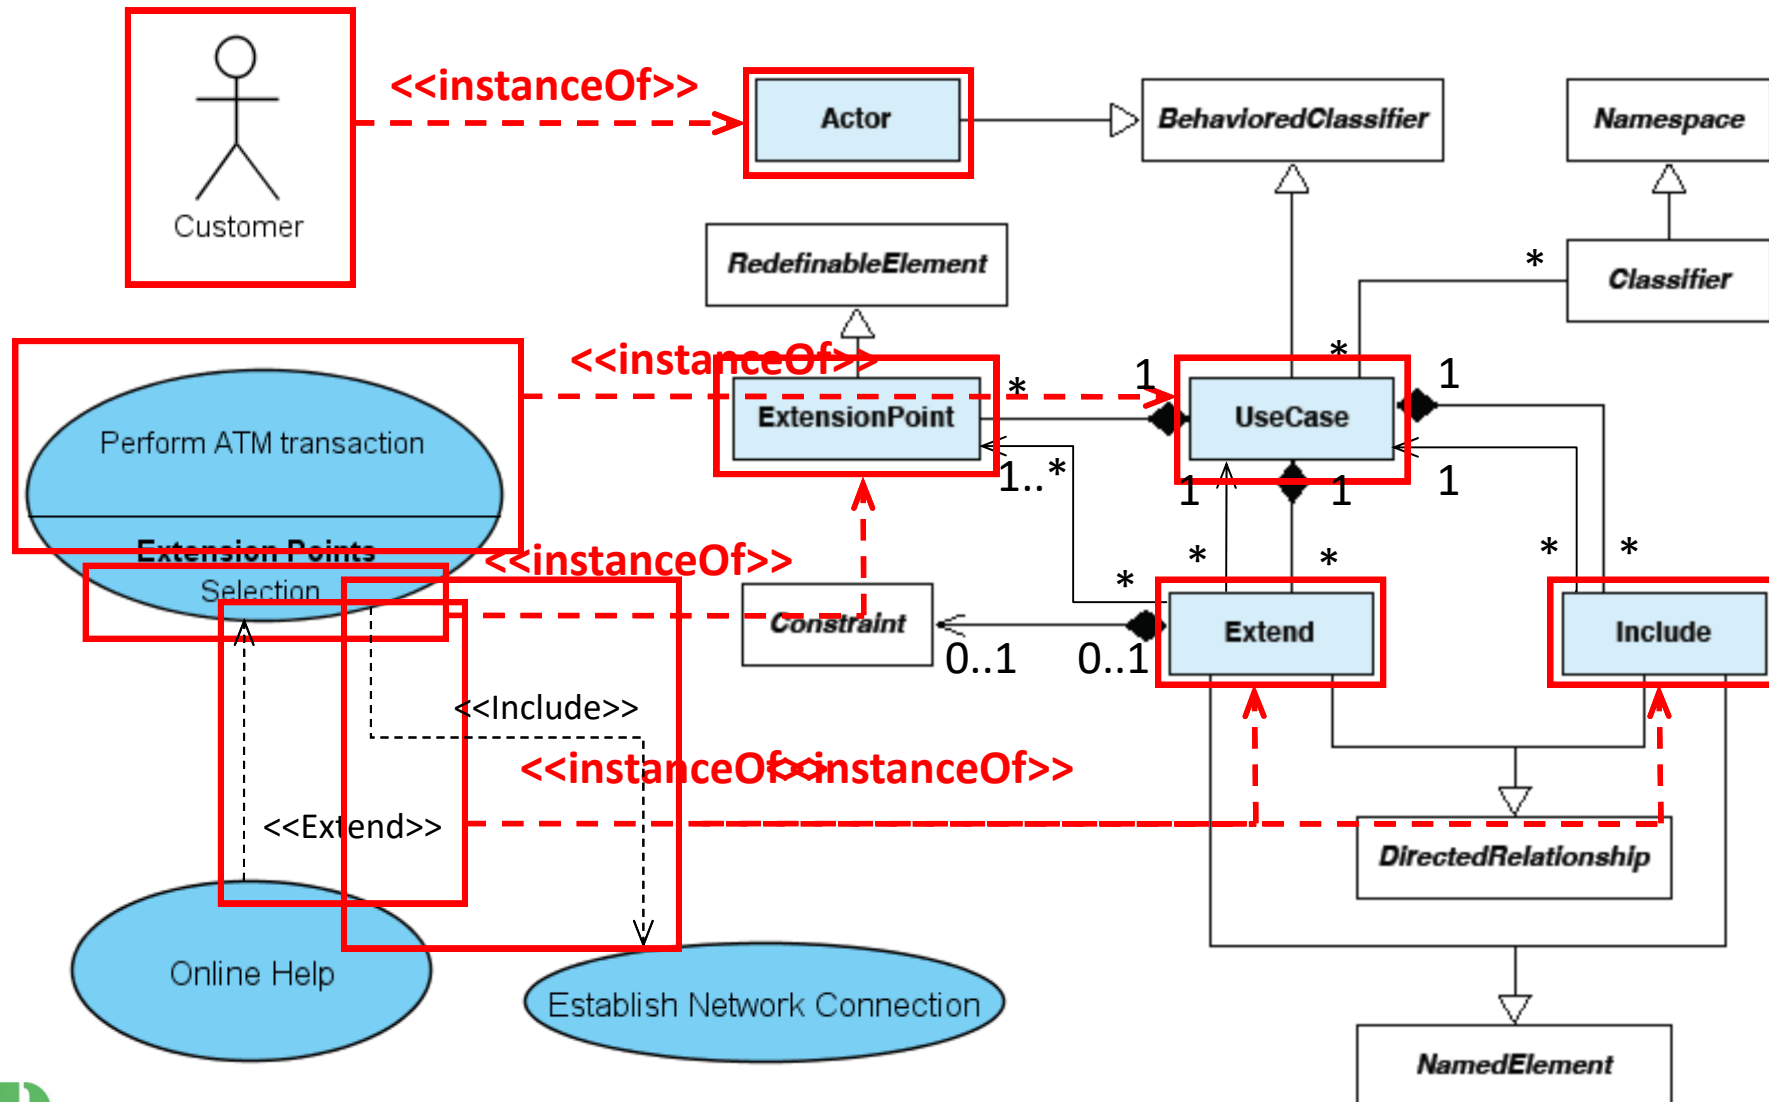 <<instanceOf>>
Actor
BehavioredClassifier
Namespace
Customer
RedefinableElement
*
Classifier
<<instanceOf>>
*
*
1
1
ExtensionPoint
UseCase
Perform ATM transaction
1..*
1
1
1
Extension Points
<<instanceOf>>
*
*
*
*
*
Selection
Constraint
Extend
Include
0..1
0..1
<<Include>>
<<instanceOf>>
<<instanceOf>>
<<Extend>>
DirectedRelationship
Online Help
Establish Network Connection
NamedElement